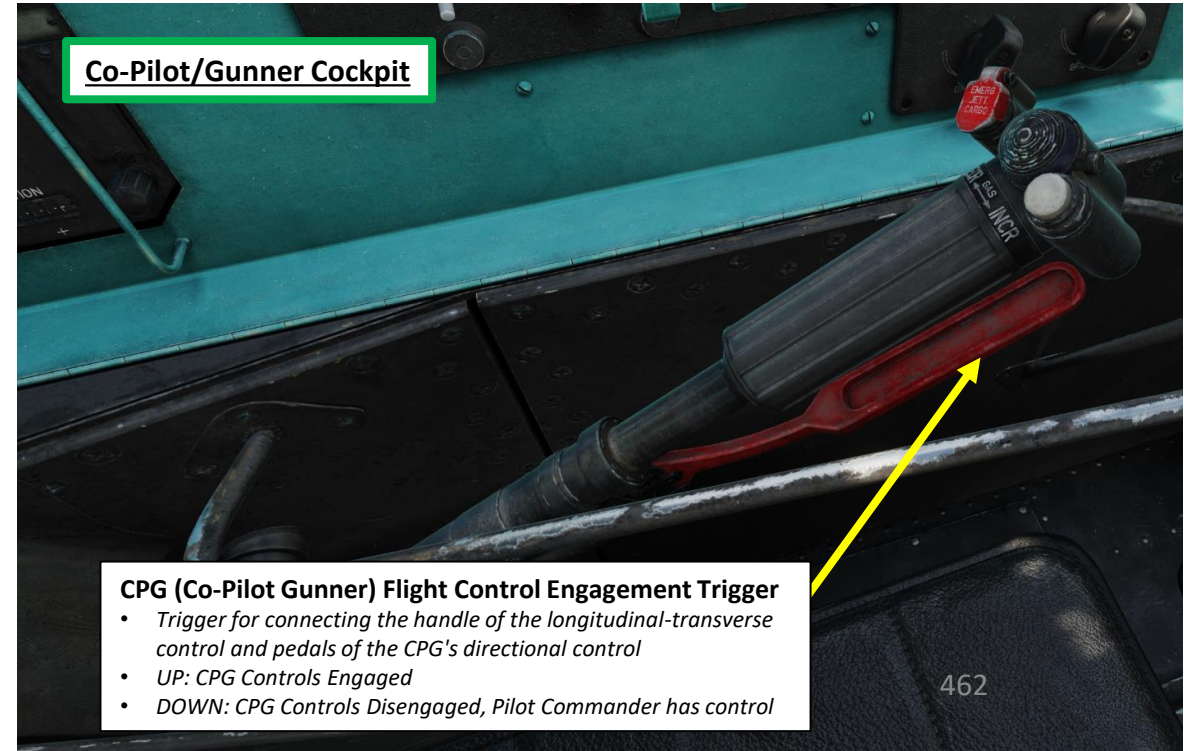 Co-Pilot/Gunner Cockpit
EMERG
JETT.
CARGO
GAS
INCR
CPG (Co-Pilot Gunner) Flight Control Engagement Trigger
• Trigger for connecting the handle of the longitudinal-transverse
control and pedals of the CPG's directional control
• UP: CPG Controls Engaged
• DOWN: CPG Controls Disengaged, Pilot Commander has control
462